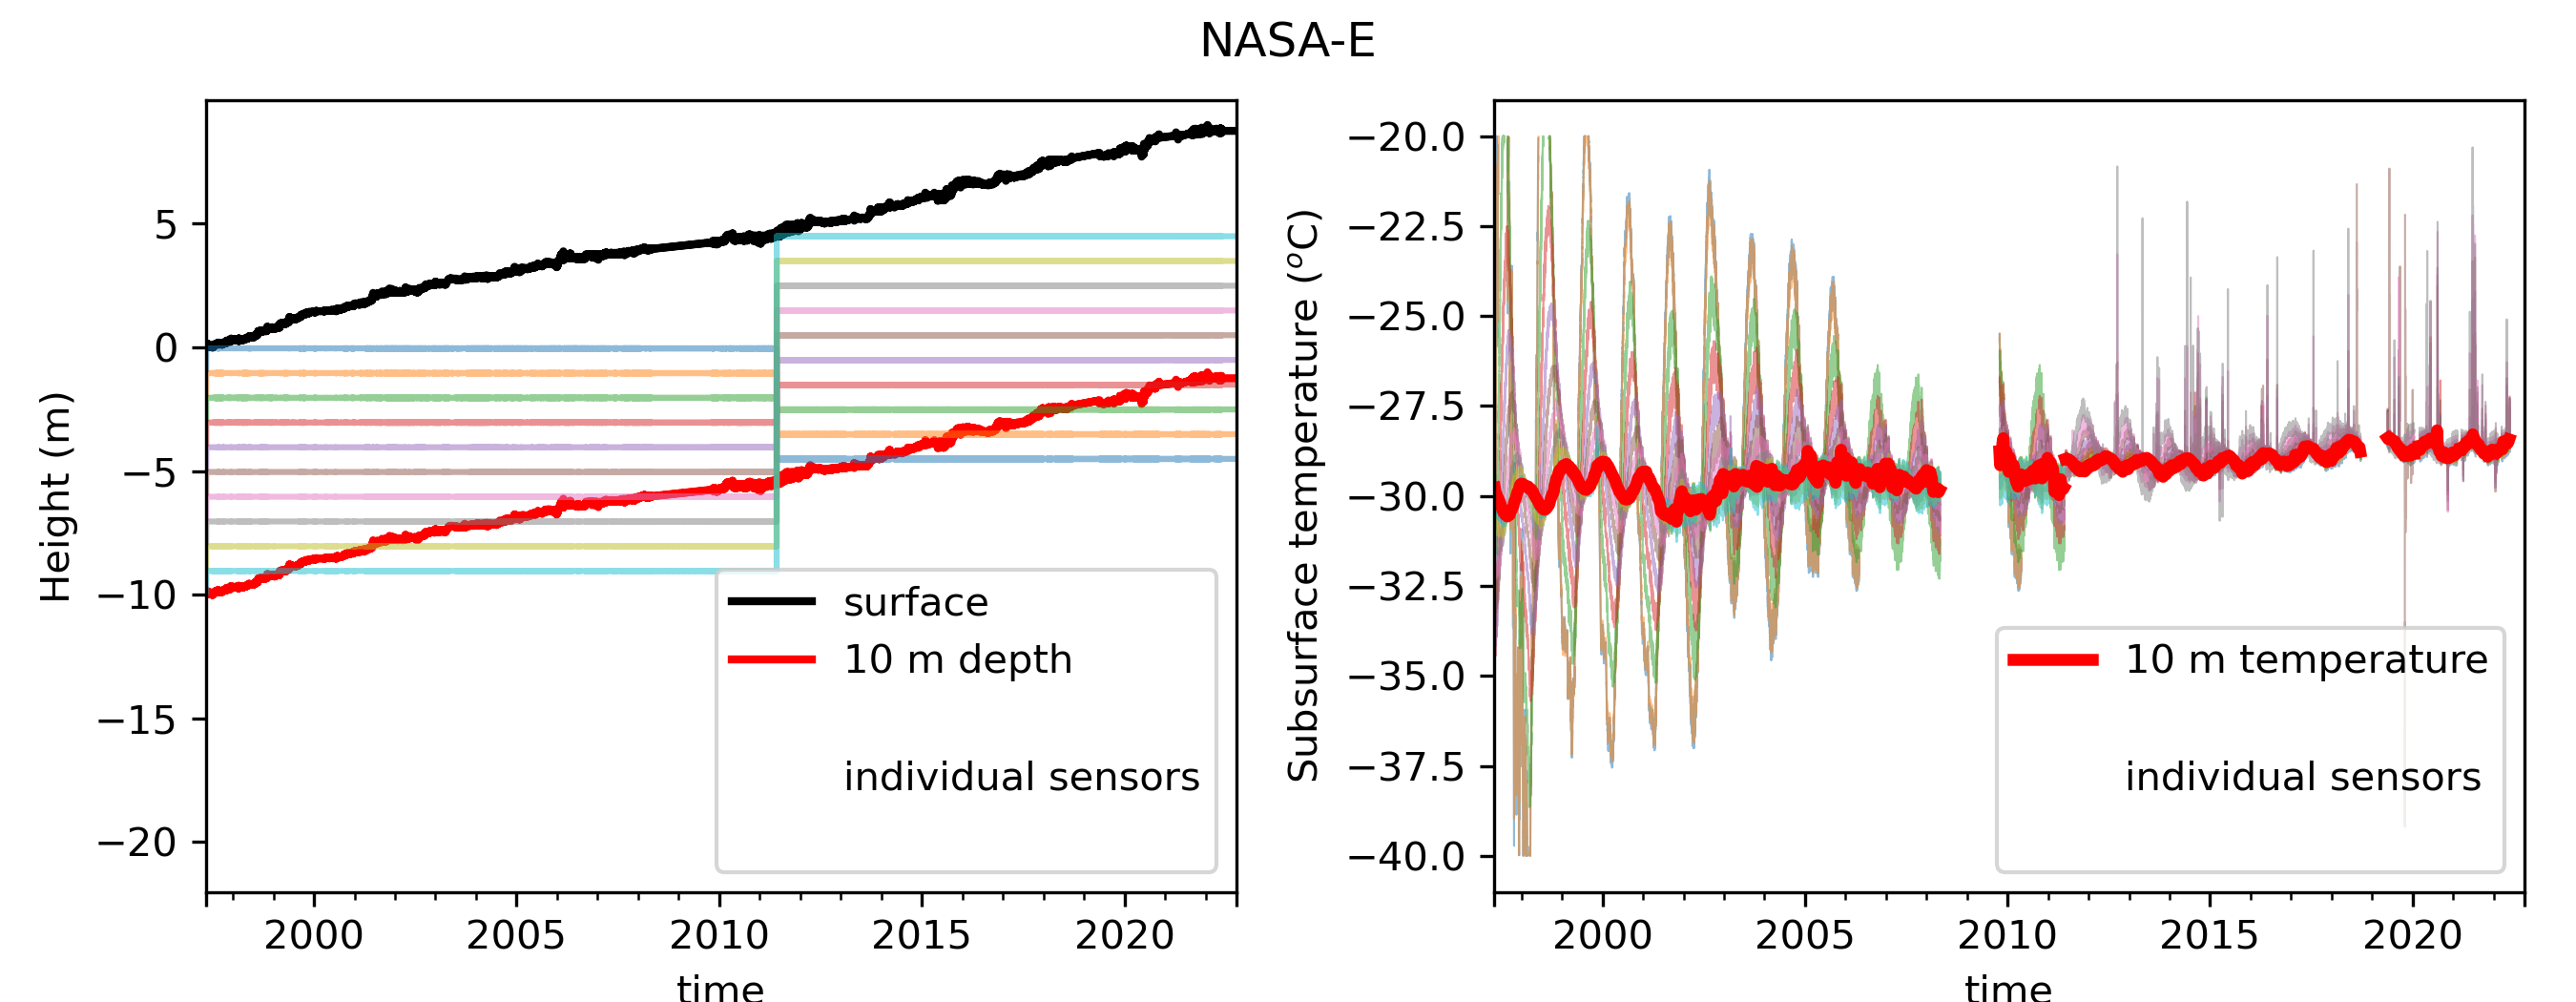 NASA-E
Height (m)
5
0
−5
−10
−15
−20
surface
10 m depth
individual sensors
2000 2005 2010 2015 2020
time
Subsurface temperature (°C)
−20.0
−22.5
−25.0
−27.5
−30.0
−32.5
−35.0
−37.5
−40.0
10 m temperature
individual sensors
2000 2005 2010 2015 2020
time